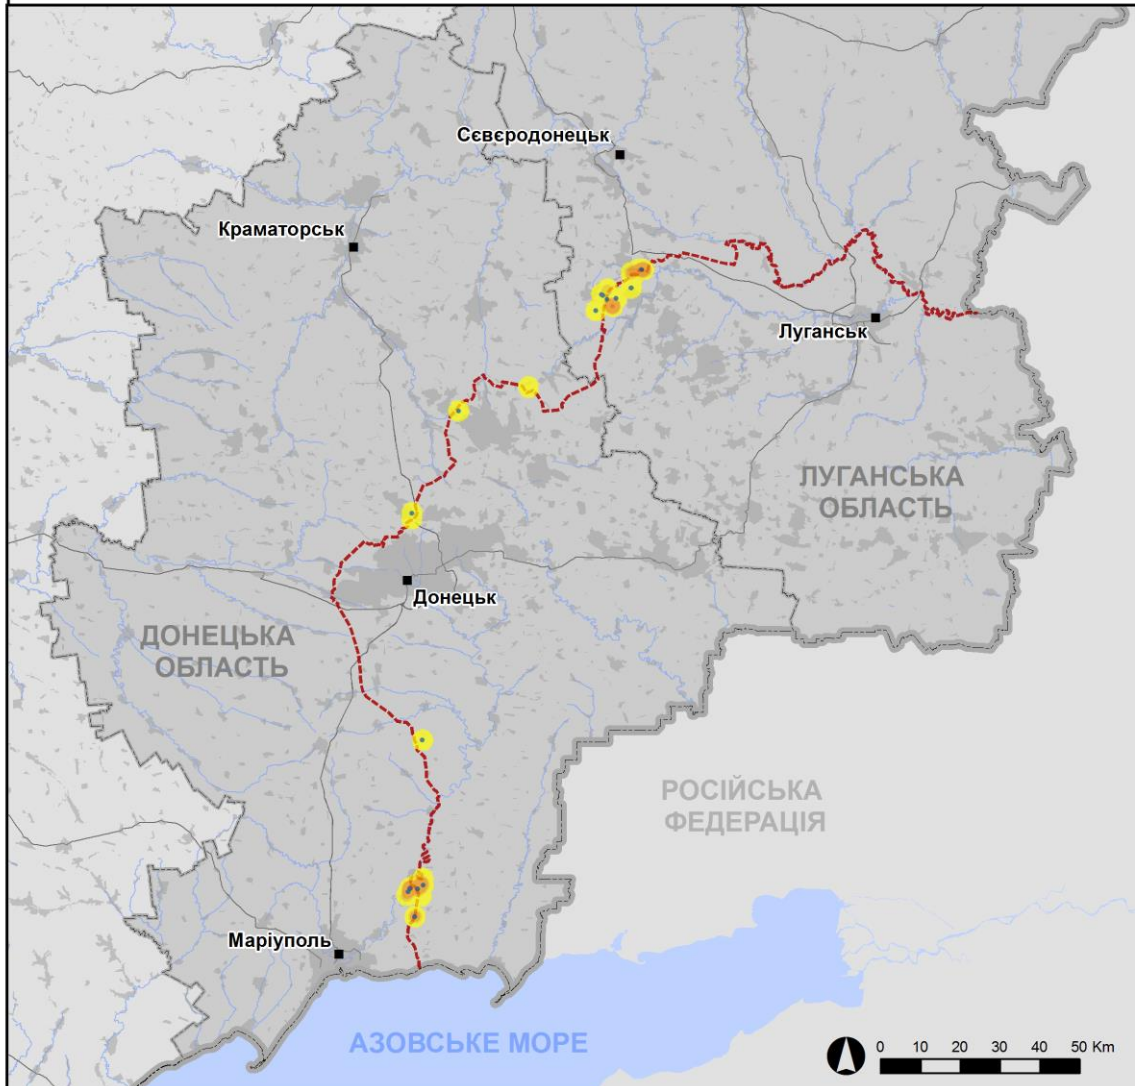 Сєвєродонецьк
Краматорськ
Луганськ
ЛУГАНСЬКА
ОБЛАСТЬ
Донецьк
ДОНЕЦЬКА
ОБЛАСТЬ
РОСІЙСЬКА
ФЕДЕРАЦІЯ
Маріуполь
АЗОВСЬКЕ МОРЕ
0 10 20 30 40 50 Km